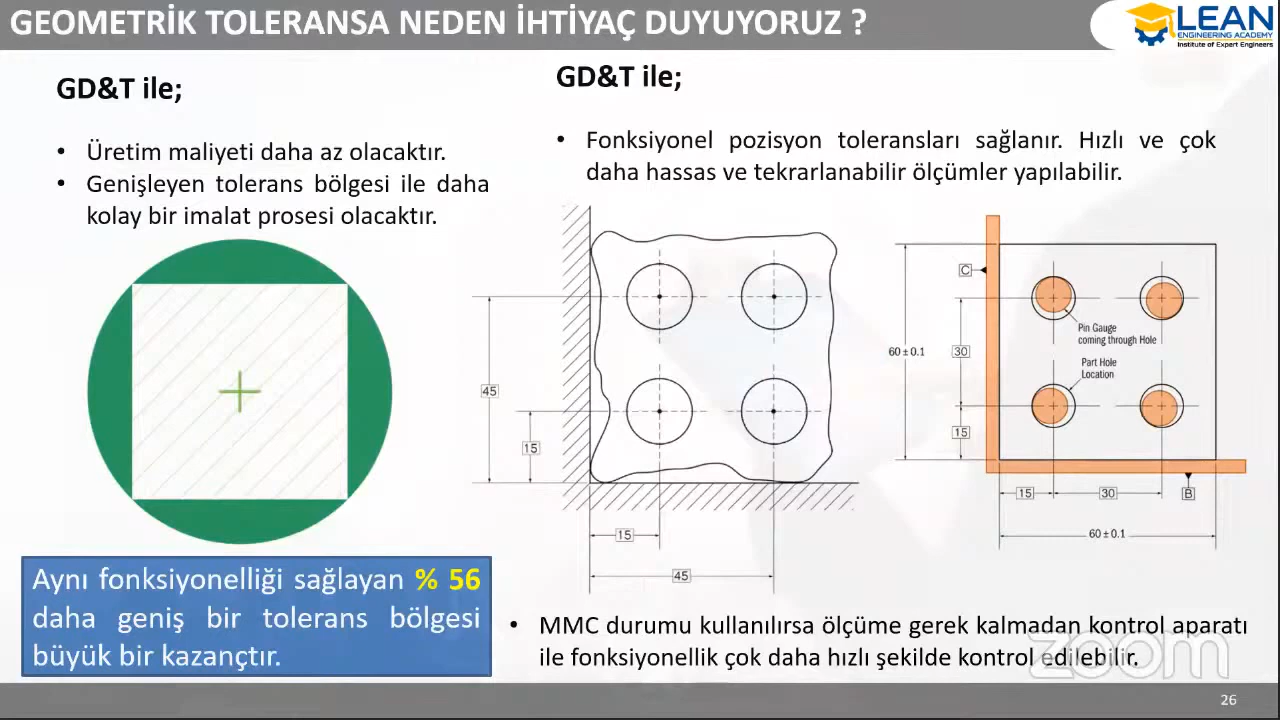 GEOMETRİK TOLERANSA NEDEN İHTİYAÇ DUYUYORUZ ?
LEAN
ENGINEERING ACADEMY
Institute of Expert Engineers
GD&T ile;
• Üretim maliyeti daha az olacaktır.
• Genişleyen tolerans bölgesi ile daha
kolay bir imalat prosesi olacaktır.
Aynı fonksiyonelliği sağlayan % 56
daha geniş bir tolerans bölgesi
büyük bir kazançtır.
GD&T ile;
• Fonksiyonel pozisyon toleransları sağlanır. Hızlı ve çok
daha hassas ve tekrarlanabilir ölçümler yapılabilir.
45
15
15
45
C
60 ± 0.1
30
15
Pin Gauge
coming through Hole
Part Hole
Location
15
30
B
60 ± 0.1
• MMC durumu kullanılırsa ölçüme gerek kalmadan kontrol aparatı
ile fonksiyonellik çok daha hızlı şekilde kontrol edilebilir.
zoom
26